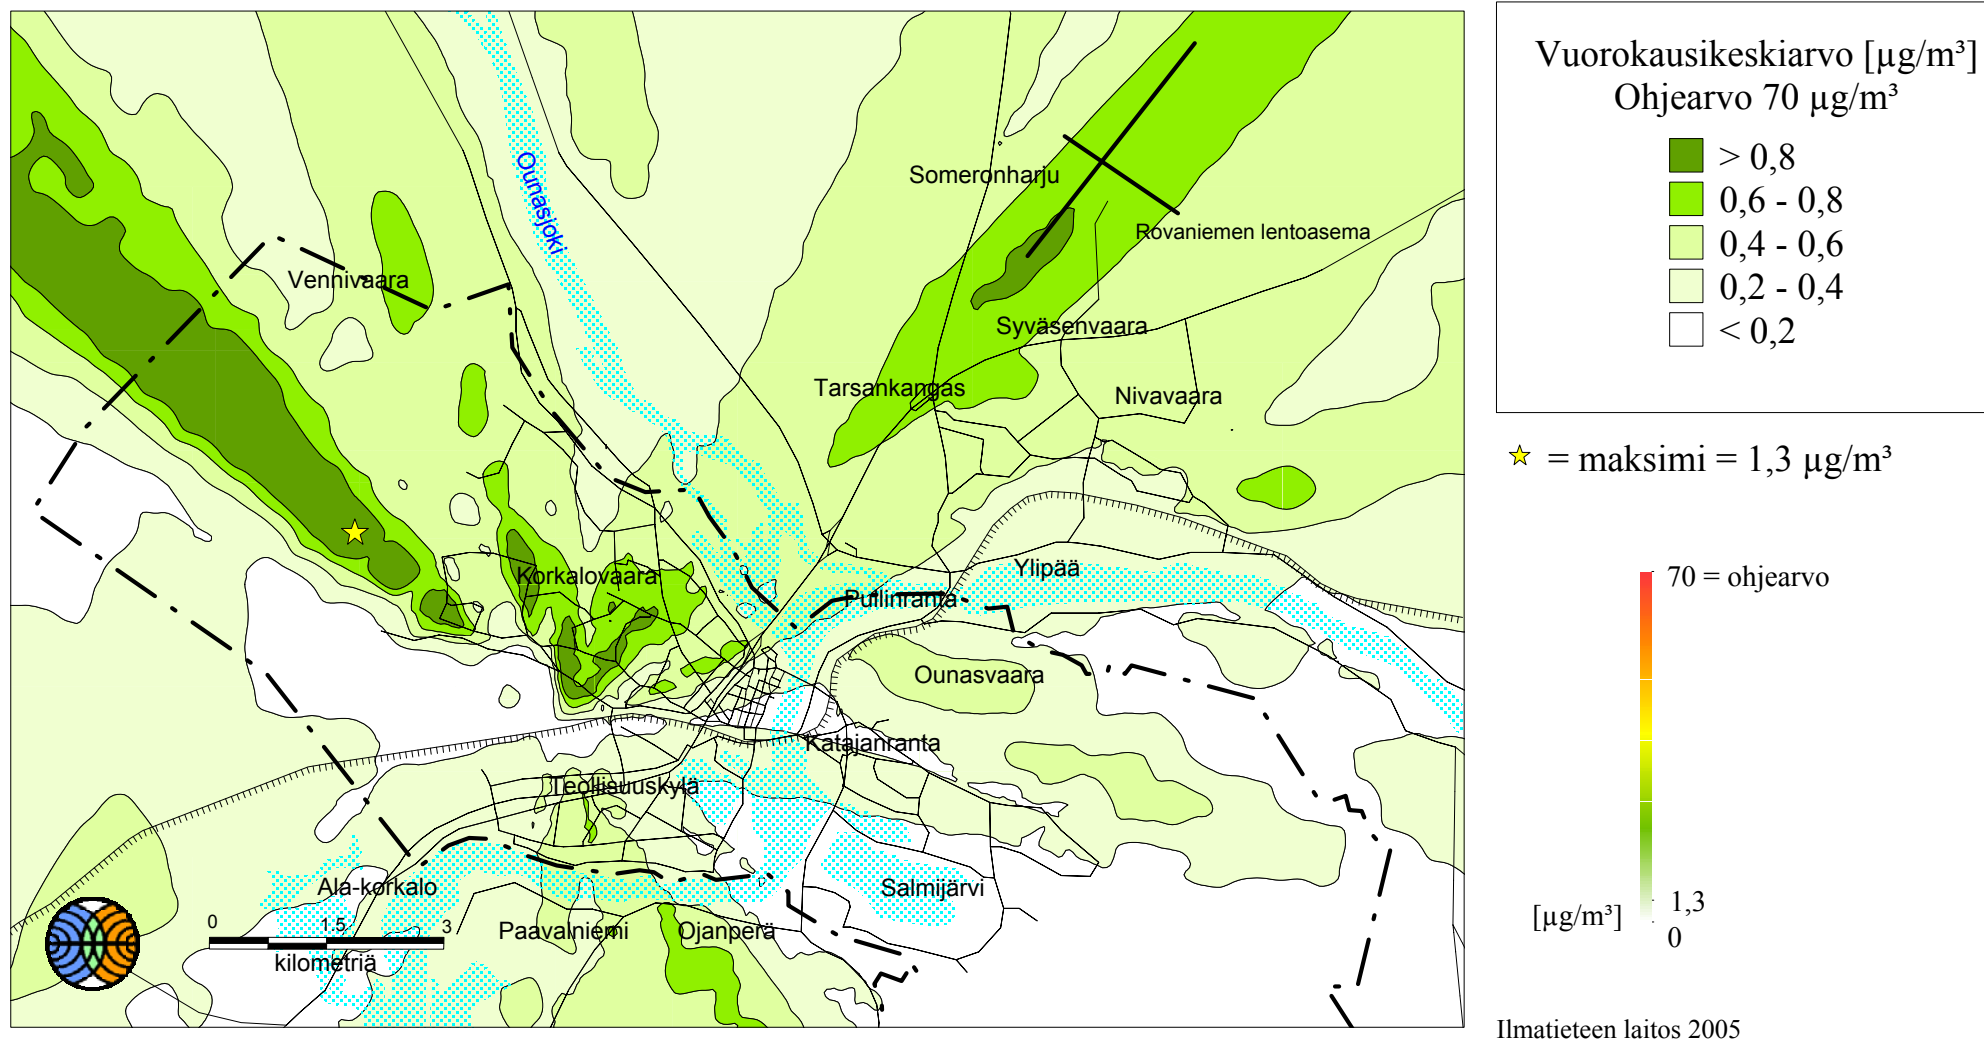 Vuorokausikeskiarvo [µg/m³]
Ohjearvo 70 µg/m³
> 0,8
0,6 - 0,8
0,4 - 0,6
0,2 - 0,4
< 0,2
= maksimi = 1,3 µg/m³
70 = ohjearvo
1,3
[µg/m³]
0
Ilmatieteen laitos 2005
Ounasjoki
Someronharju
Rovaniemen lentoasema
Vennivaara
Syväsenvaara
Tarsankangas
Nivavaara
Korkalovaara
Ylipää
Pullinranta
Ounasvaara
Katajanranta
Teollisuuskylä
Ala-korkalo
Salmijärvi
Paavalniemi
Ojanperä
0 1.5 3
kilometriä